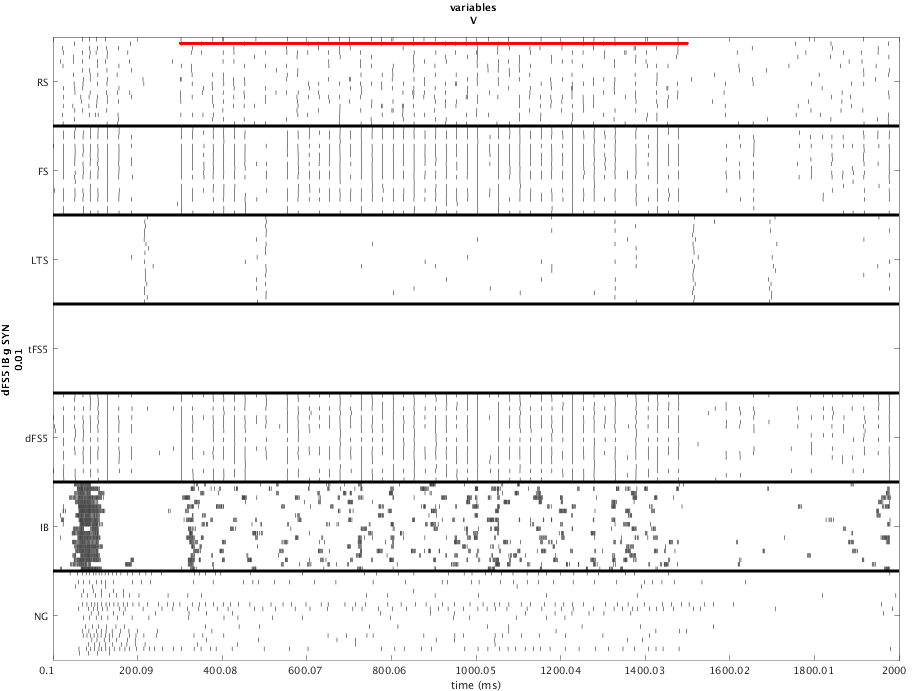 variables
V
RS
FS
LTS
tFS5
dFS5
IB
NG
dFS5 IB g SYN
0.01
0.1
200.09
400.08
600.07
800.06
1000.05
1200.04
1400.03
1600.02
1800.01
2000
time (ms)